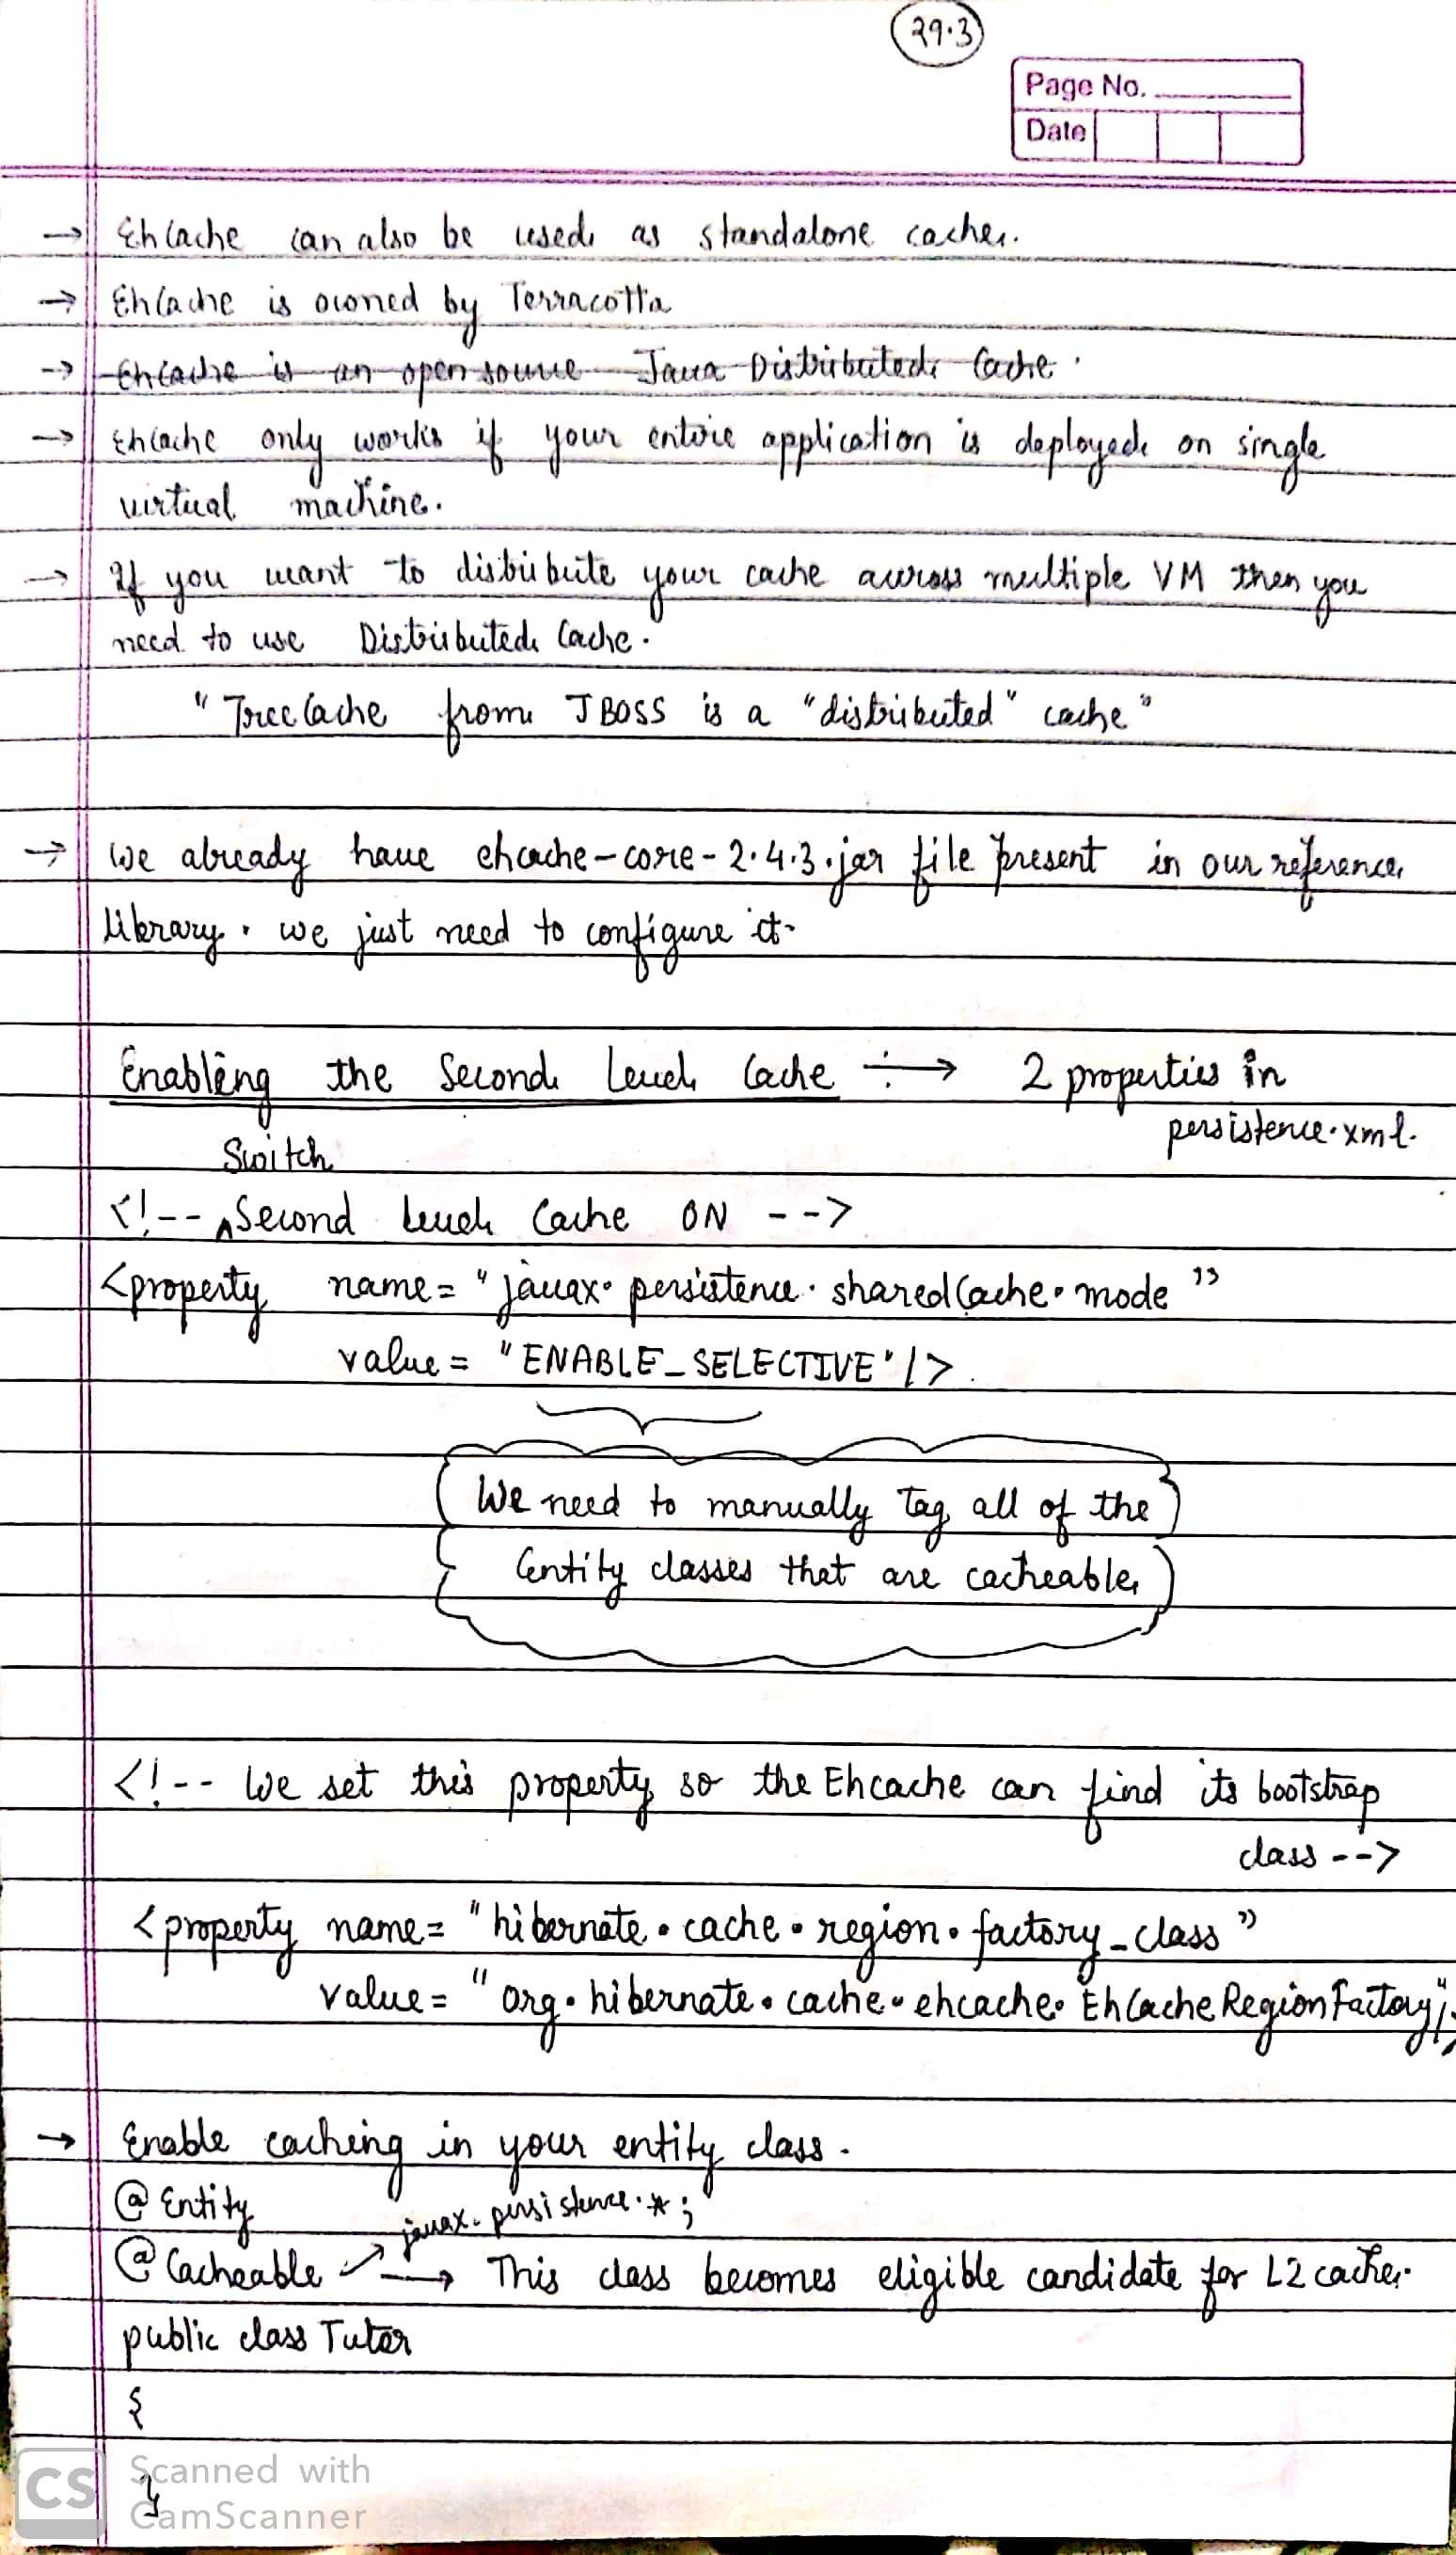 29.3
Page No.
Date
→ EhCache can also be used as standalone cache.
→ EhCache is owned by Terracotta
→ EhCache is an open source Java Distributed Cache.
→ Ehcache only works if your entire application is deployed on single
virtual machine.
→ If you want to distribute your cache across multiple VM then you
need to use Distributed Cache.
"TreeCache from JBOSS is a "distributed" cache"
→ We already have ehcache-core-2.4.3.jar file present in our reference
library. we just need to configure it.
Enabling the Second Level Cache ÷→ 2 properties in
persistence.xml.
Switch
<!-- ^Second Level Cache ON -->
<property name="javax.persistence.sharedCache.mode"
value="ENABLE_SELECTIVE"/>.
We need to manually Tag all of the
Entity classes that are cacheable
<!-- We set this property so the Ehcache can find its bootstrap
class -->
<property name="hibernate.cache.region.factory_class"
value="org.hibernate.cache.ehcache.EhCacheRegionFactory"/
→ Enable caching in your entity class.
@Entity
javax.persistence.*;
@Cacheable → This class becomes eligible candidate for L2 cache.
public class Tutor
{
}
CS Scanned with
CamScanner